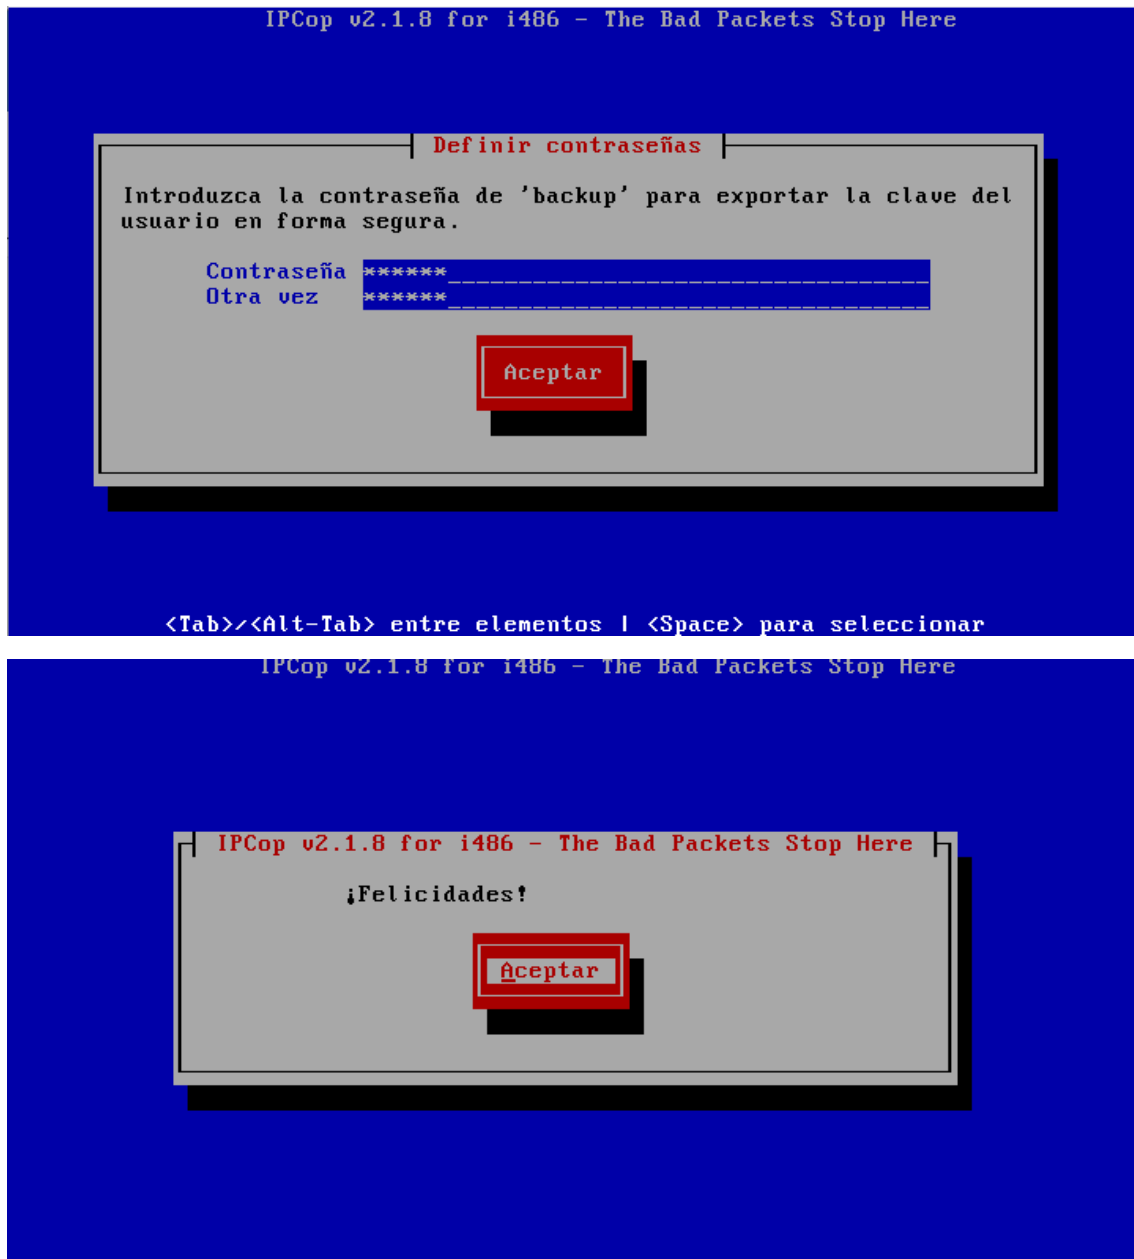 IPCop v2.1.8 for i486 - The Bad Packets Stop Here
Definir contraseñas
Introduzca la contraseña de 'backup' para exportar la clave del
usuario en forma segura.
Contraseña ******__________________________________
Otra vez ******__________________________________
Aceptar
<Tab>/<Alt-Tab> entre elementos | <Space> para seleccionar
IPCop v2.1.8 for i486 - The Bad Packets Stop Here
IPCop v2.1.8 for i486 - The Bad Packets Stop Here
¡Felicidades!
Aceptar